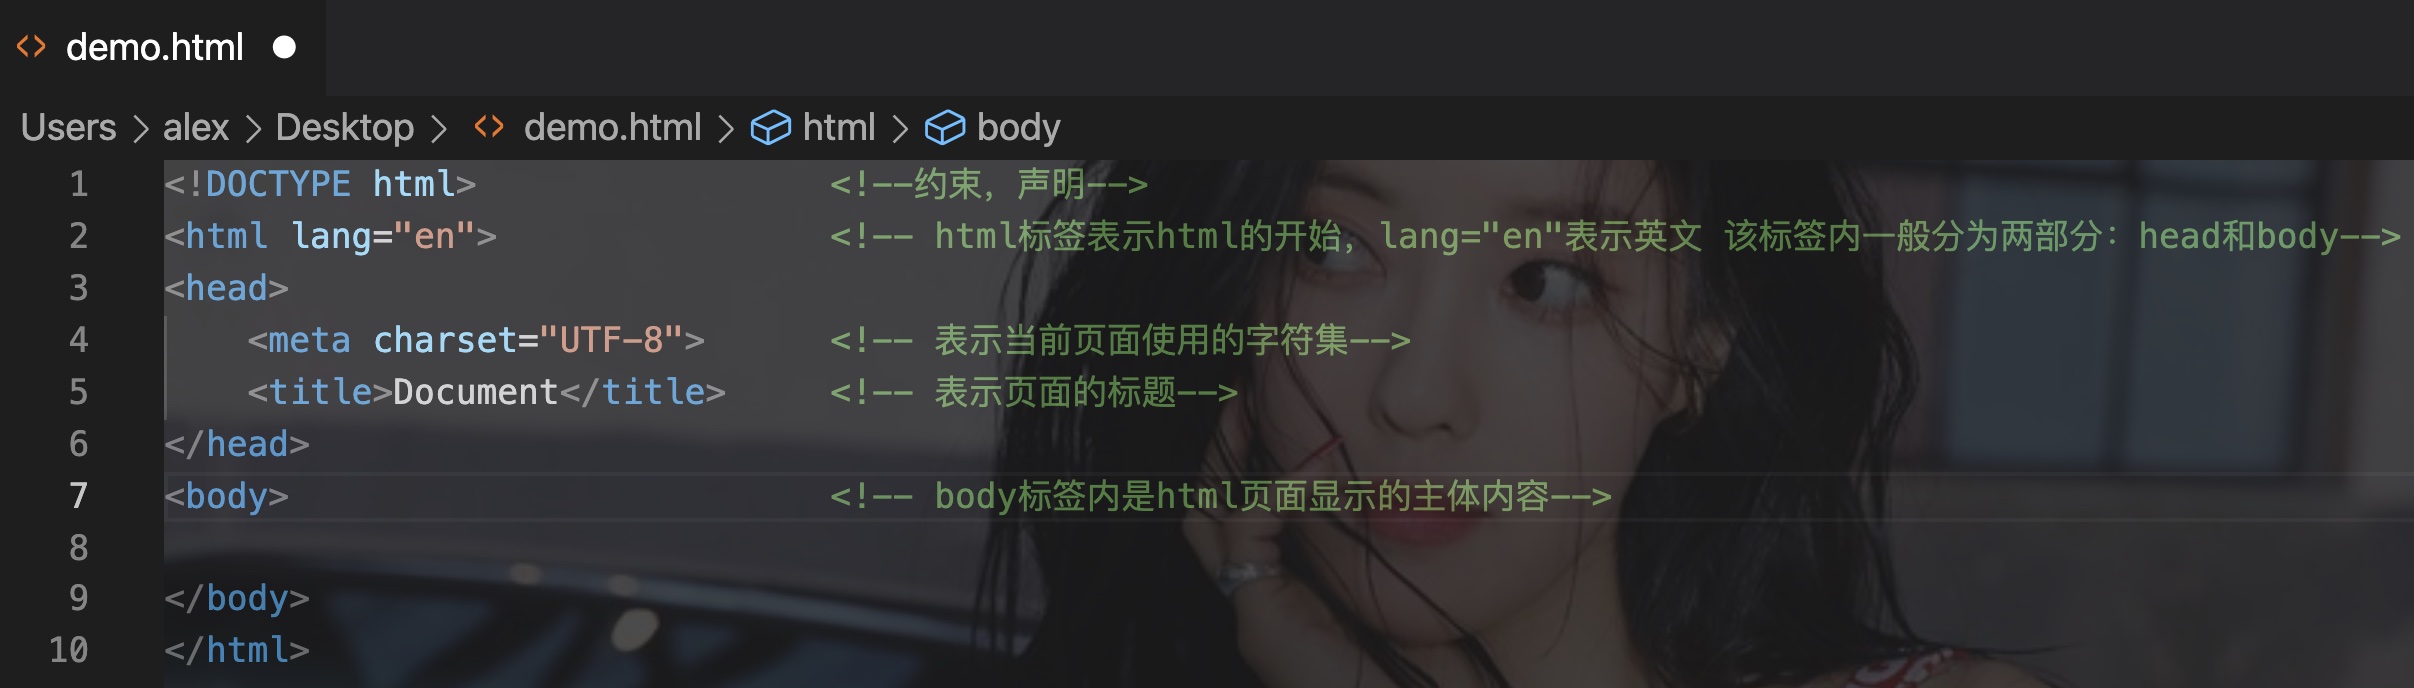 demo.html
Users > alex > Desktop > demo.html > html > body
1 <!DOCTYPE html> <!--约束，声明-->
2 <html lang="en"> <!-- html标签表示html的开始，lang="en"表示英文 该标签内一般分为两部分：head和body-->
3 <head>
4 <meta charset="UTF-8"> <!-- 表示当前页面使用的字符集-->
5 <title>Document</title> <!-- 表示页面的标题-->
6 </head>
7 <body> <!-- body标签内是html页面显示的主体内容-->
8
9 </body>
10 </html>